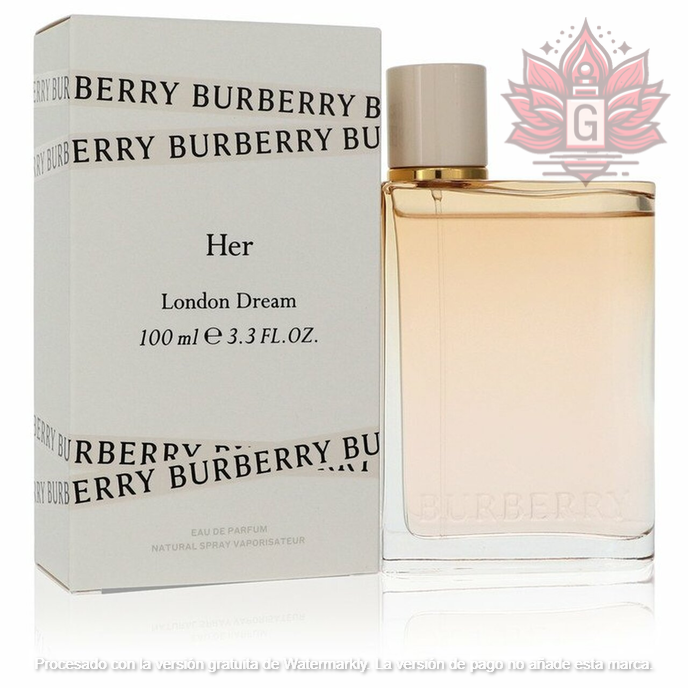 BURBERRY BURBERRY B
BURBERRY BURBERRY BU
G
Her
London Dream
100 ml ℮ 3.3 FL.OZ.
BURBERRY BU
BURBERRY BURBERRY BU
EAU DE PARFUM
NATURAL SPRAY VAPORISATEUR
BURBERRY
Procesado con la versión gratuita de Watermarkly. La versión de pago no añade esta marca.